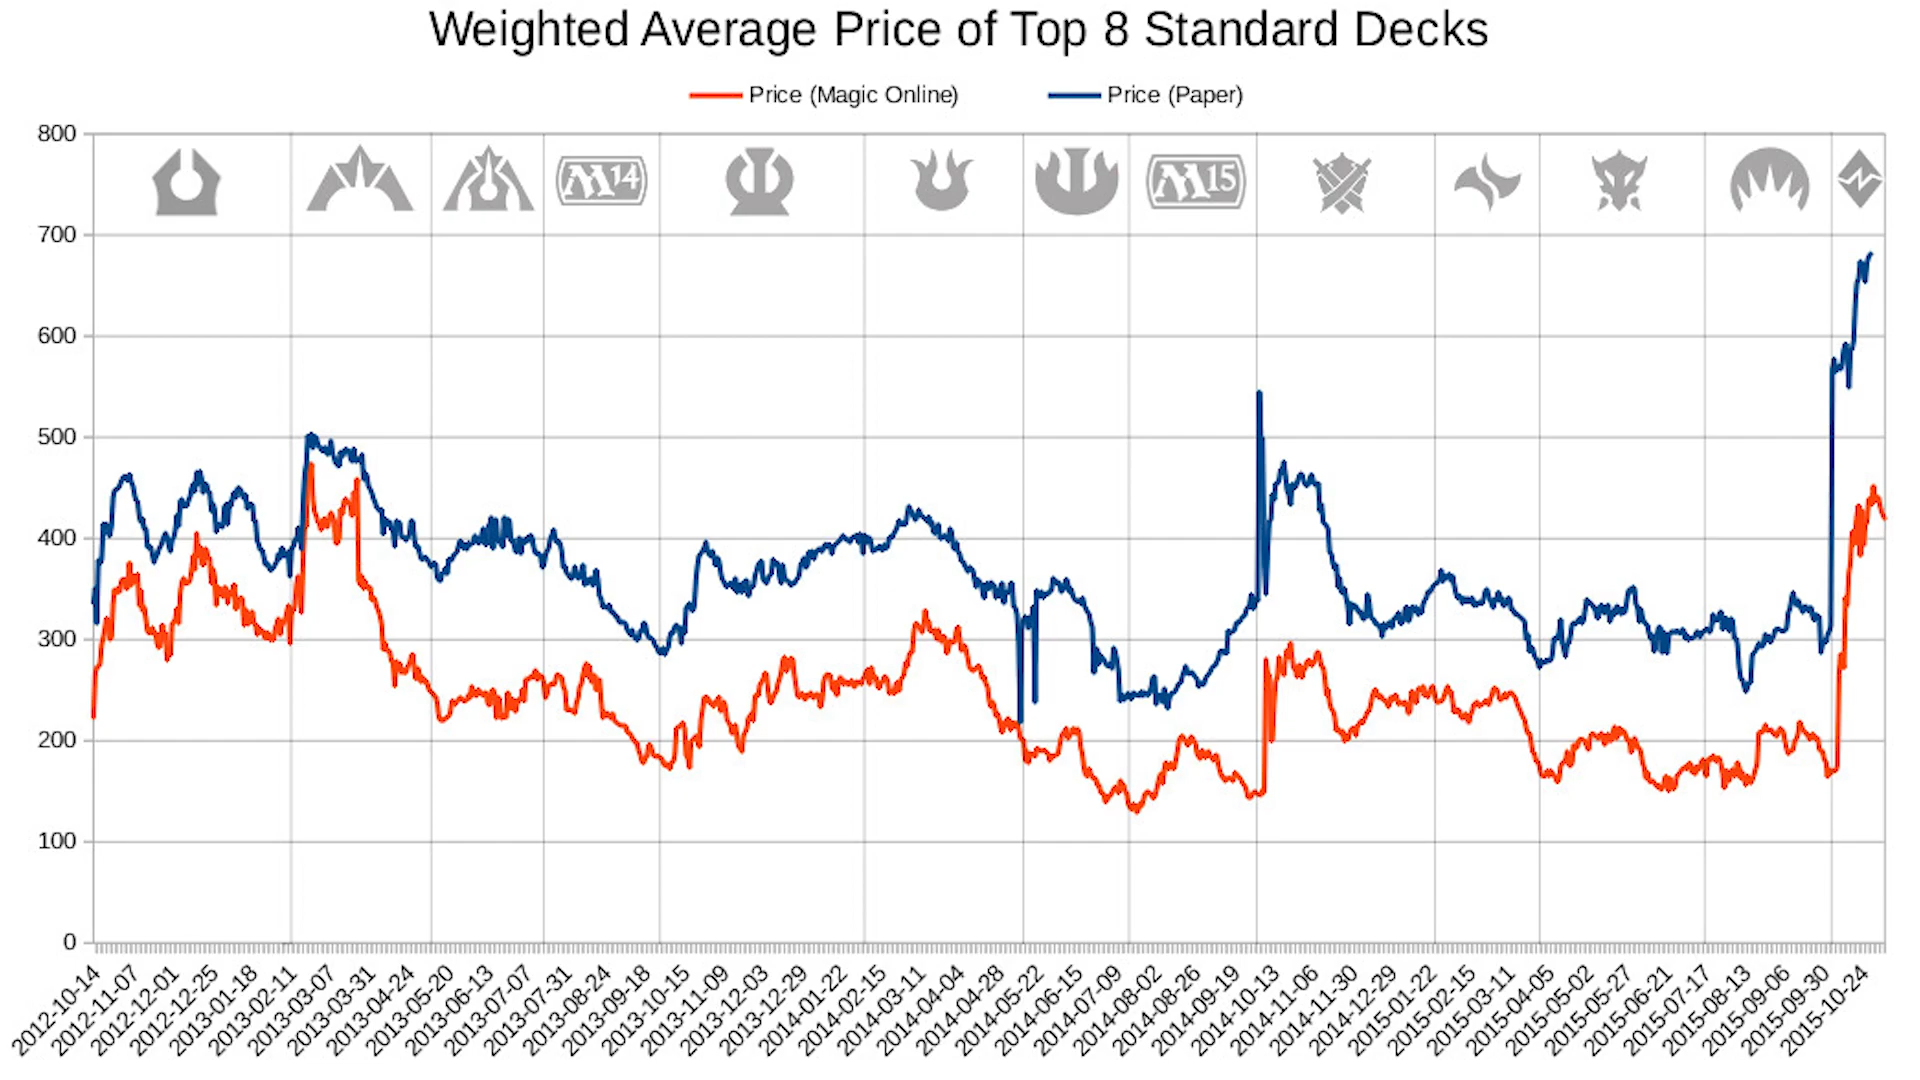 Weighted Average Price of Top 8 Standard Decks
Price (Magic Online) Price (Paper)
800
M14 M15
700
600
500
400
300
200
100
0
2012-10-14 2012-11-07 2012-12-01 2012-12-25 2013-01-18 2013-02-11 2013-03-07 2013-03-31 2013-04-24 2013-05-20 2013-06-13 2013-07-07 2013-07-31 2013-08-24 2013-09-18 2013-10-15 2013-11-09 2013-12-03 2013-12-29 2014-01-22 2014-02-15 2014-03-11 2014-04-04 2014-04-28 2014-05-22 2014-06-15 2014-07-09 2014-08-02 2014-08-26 2014-09-19 2014-10-13 2014-11-06 2014-11-30 2014-12-29 2015-01-22 2015-02-15 2015-03-11 2015-04-05 2015-05-02 2015-05-27 2015-06-21 2015-07-17 2015-08-13 2015-09-06 2015-09-30 2015-10-24